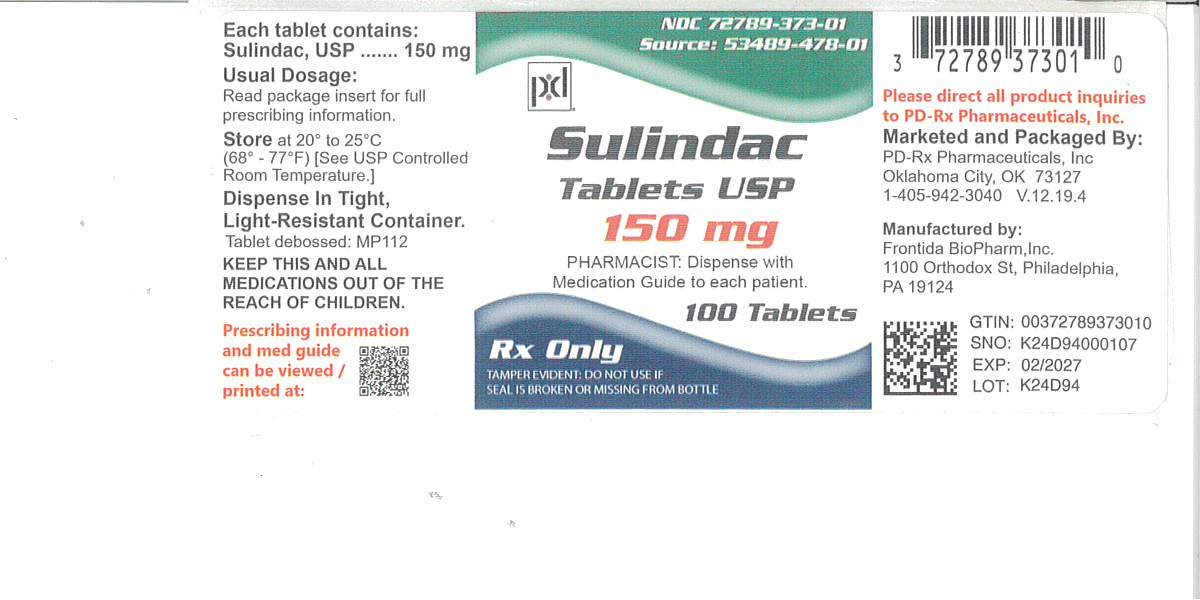 Each tablet contains:
Sulindac, USP ....... 150 mg
Usual Dosage:
Read package insert for full
prescribing information.
Store at 20° to 25°C
(68° - 77°F) [See USP Controlled
Room Temperature.]
Dispense In Tight,
Light-Resistant Container.
Tablet debossed: MP112
KEEP THIS AND ALL
MEDICATIONS OUT OF THE
REACH OF CHILDREN.
Prescribing information
and med guide
can be viewed /
printed at:
NDC 72789-373-01
Source: 53489-478-01
pd
Sulindac
Tablets USP
150 mg
PHARMACIST: Dispense with
Medication Guide to each patient.
100 Tablets
Rx Only
TAMPER EVIDENT: DO NOT USE IF
SEAL IS BROKEN OR MISSING FROM BOTTLE
3 72789 37301 0
Please direct all product inquiries
to PD-Rx Pharmaceuticals, Inc.
Marketed and Packaged By:
PD-Rx Pharmaceuticals, Inc
Oklahoma City, OK 73127
1-405-942-3040 V.12.19.4
Manufactured by:
Frontida BioPharm,Inc.
1100 Orthodox St, Philadelphia,
PA 19124
GTIN: 00372789373010
SNO: K24D94000107
EXP: 02/2027
LOT: K24D94